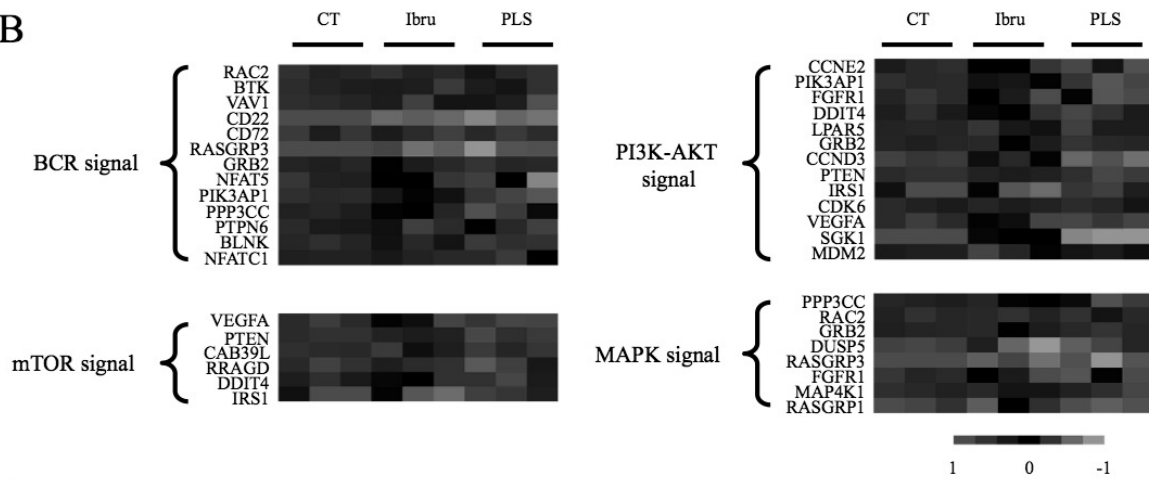 B
CT Ibru PLS
BCR signal
RAC2
BTK
VAV1
CD22
CD72
RASGRP3
GRB2
NFAT5
PIK3AP1
PPP3CC
PTPN6
BLNK
NFATC1
mTOR signal
VEGFA
PTEN
CAB39L
RRAGD
DDIT4
IRS1
CT Ibru PLS
PI3K-AKT
signal
CCNE2
PIK3AP1
FGFR1
DDIT4
LPAR5
GRB2
CCND3
PTEN
IRS1
CDK6
VEGFA
SGK1
MDM2
MAPK signal
PPP3CC
RAC2
GRB2
DUSP5
RASGRP3
FGFR1
MAP4K1
RASGRP1
1 0 -1